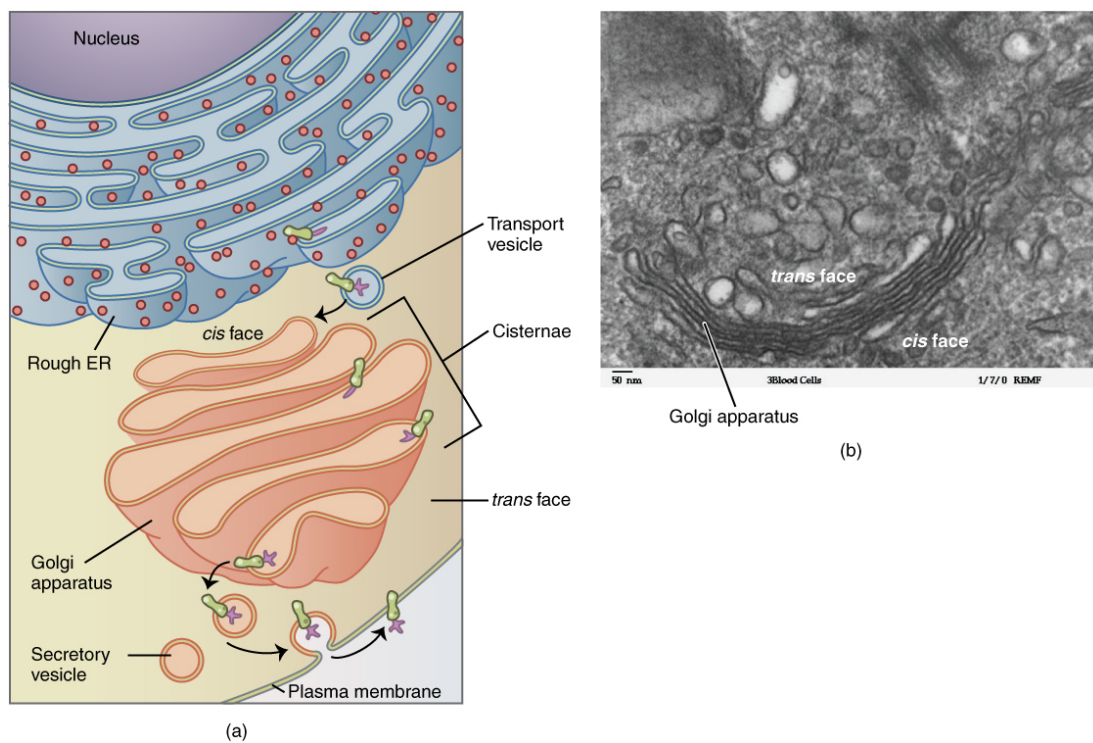 Nucleus
Transport
vesicle
cis face
Cisternae
Rough ER
trans face
Golgi
apparatus
Secretory
vesicle
Plasma membrane
(a)
trans face
cis face
50 nm 3Blood Cells 1/7/0 REMF
Golgi apparatus
(b)